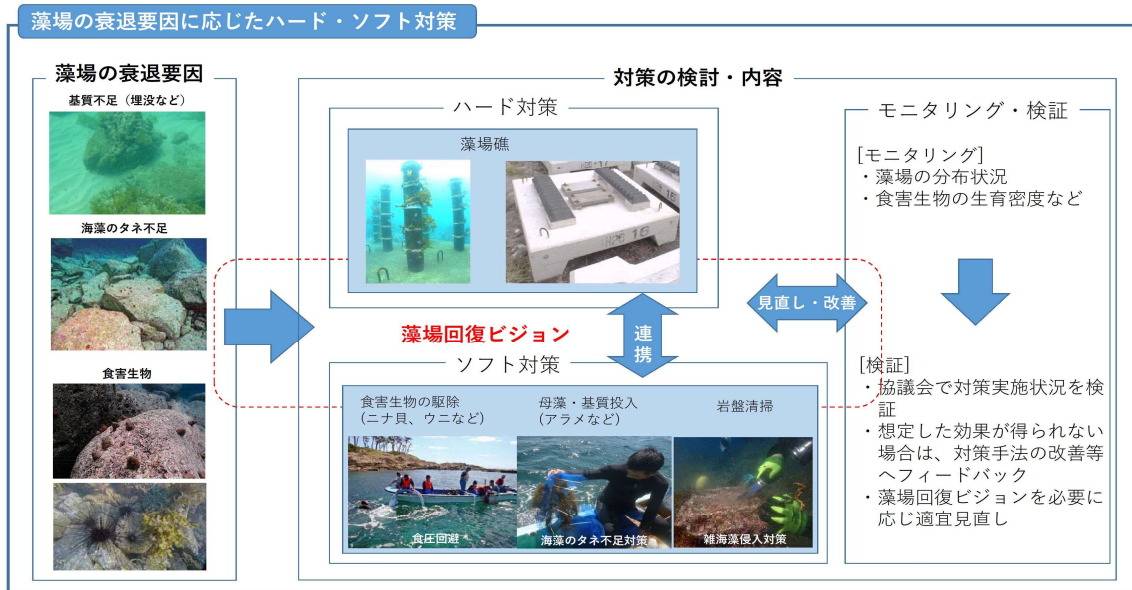 藻場の衰退要因に応じたハード・ソフト対策
藻場の衰退要因
基質不足（埋没など）
海藻のタネ不足
食害生物
対策の検討・内容
ハード対策
藻場礁
H26 16
藻場回復ビジョン
連携
ソフト対策
食害生物の駆除
(ニナ貝、ウニなど)
母藻・基質投入
(アラメなど)
岩盤清掃
食圧回避
海藻のタネ不足対策
雑海藻侵入対策
見直し・改善
モニタリング・検証
[モニタリング]
・藻場の分布状況
・食害生物の生育密度など
[検証]
・協議会で対策実施状況を検
証
・想定した効果が得られない
場合は、対策手法の改善等
へフィードバック
・藻場回復ビジョンを必要に
応じ適宜見直し